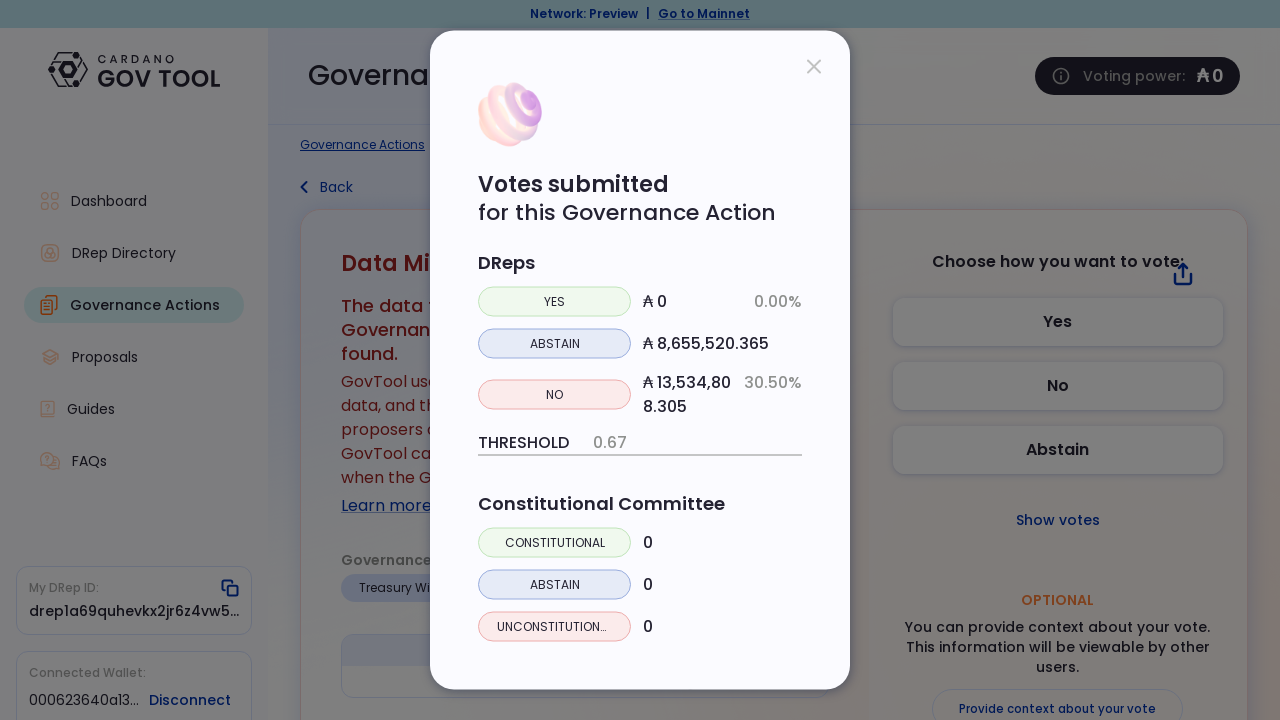 Network: Preview | Go to Mainnet
CARDANO
GOV TOOL
Governa
Voting power: ₳ 0
Governance Actions
Back
Dashboard
DRep Directory
Governance Actions
Proposals
Guides
FAQs
My DRep ID:
drep1a69quhevkx2jr6z4vw5...
Connected Wallet:
000623640a13... Disconnect
Data Mi
The data
Governan
found.
GovTool us
data, and th
proposers
GovTool ca
when the G
Learn more
Governance
Treasury Wi
Votes submitted
for this Governance Action
DReps
YES ₳ 0 0.00%
ABSTAIN ₳ 8,655,520.365
NO ₳ 13,534,80 30.50%
8.305
THRESHOLD 0.67
Constitutional Committee
CONSTITUTIONAL 0
ABSTAIN 0
UNCONSTITUTION... 0
Choose how you want to vote:
Yes
No
Abstain
Show votes
OPTIONAL
You can provide context about your vote.
This information will be viewable by other
users.
Provide context about your vote